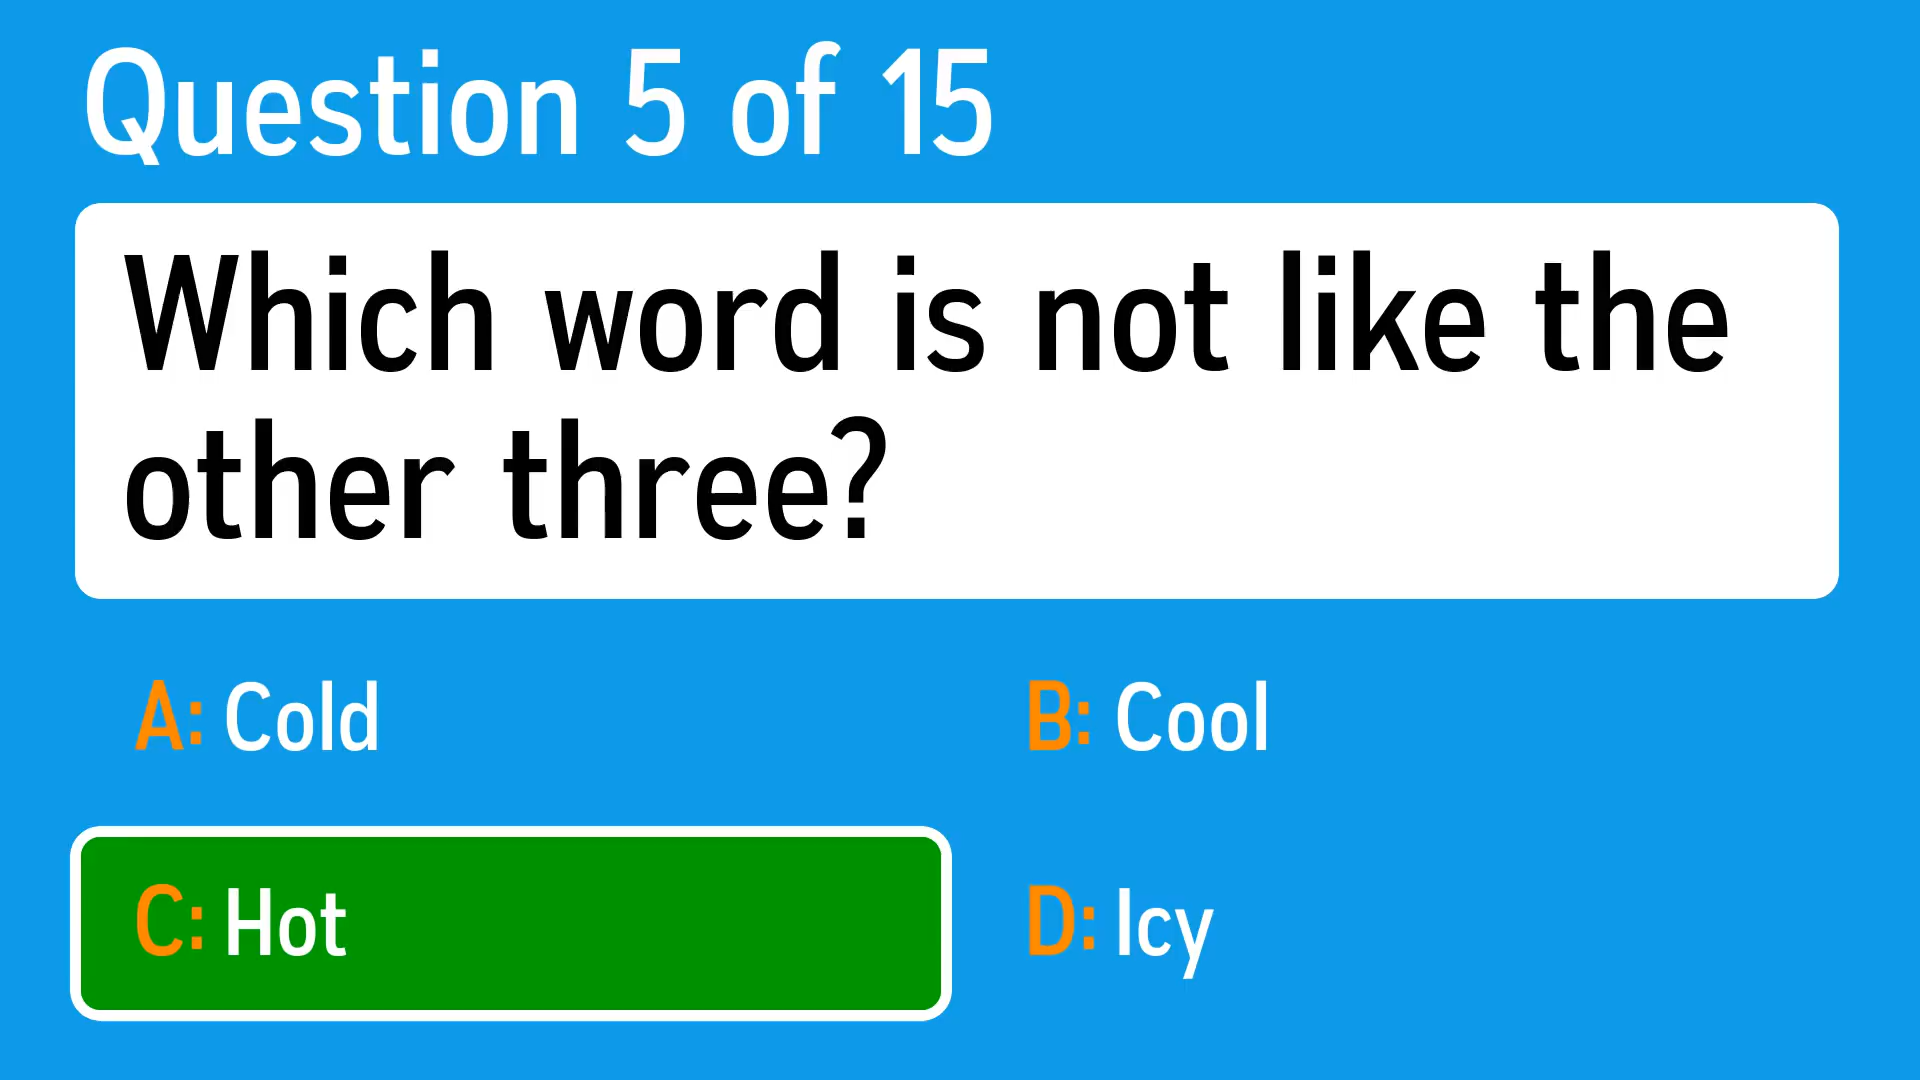 Question 5 of 15
Which word is not like the
other three?
A: Cold
B: Cool
C: Hot
D: Icy